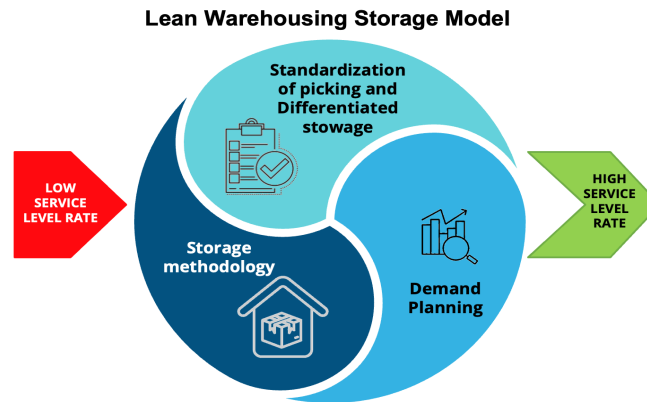 Lean Warehousing Storage Model
Standardization
of picking and
Differentiated
stowage
LOW
SERVICE
LEVEL RATE
HIGH
SERVICE
LEVEL
RATE
Storage
methodology
Demand
Planning